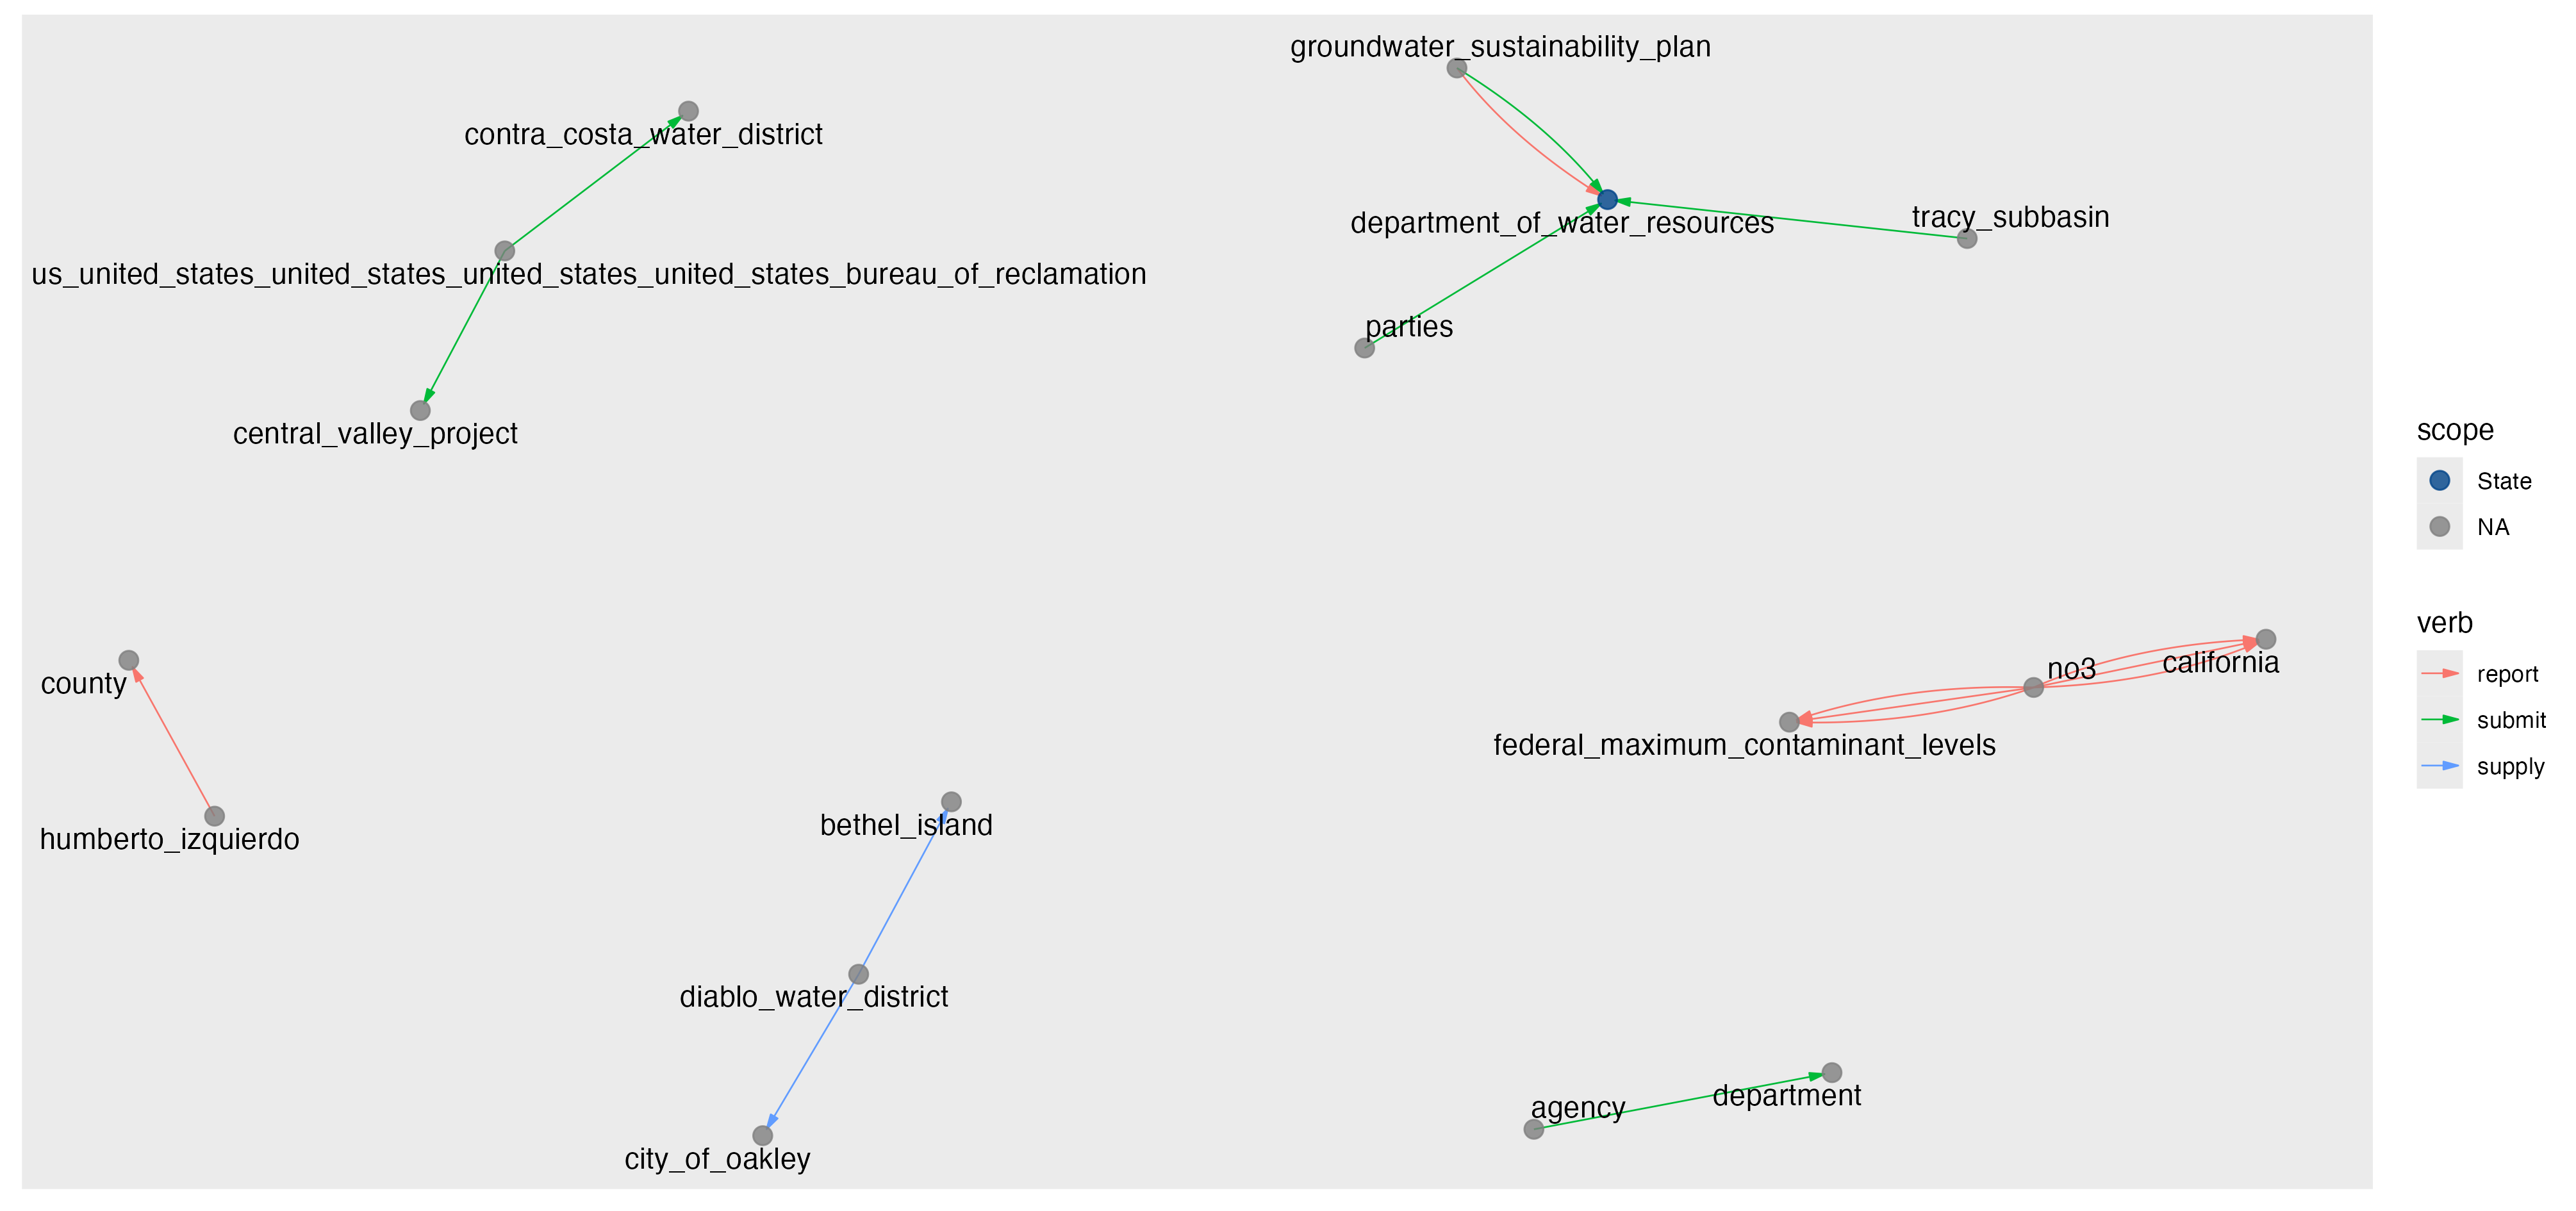 groundwater_sustainability_plan
contra_costa_water_district
department_of_water_resources
tracy_subbasin
us_united_states_united_states_united_states_united_states_bureau_of_reclamation
parties
central_valley_project
county
no3
california
federal_maximum_contaminant_levels
humberto_izquierdo
bethel_island
diablo_water_district
agency
department
city_of_oakley
scope
State
NA
verb
report
submit
supply